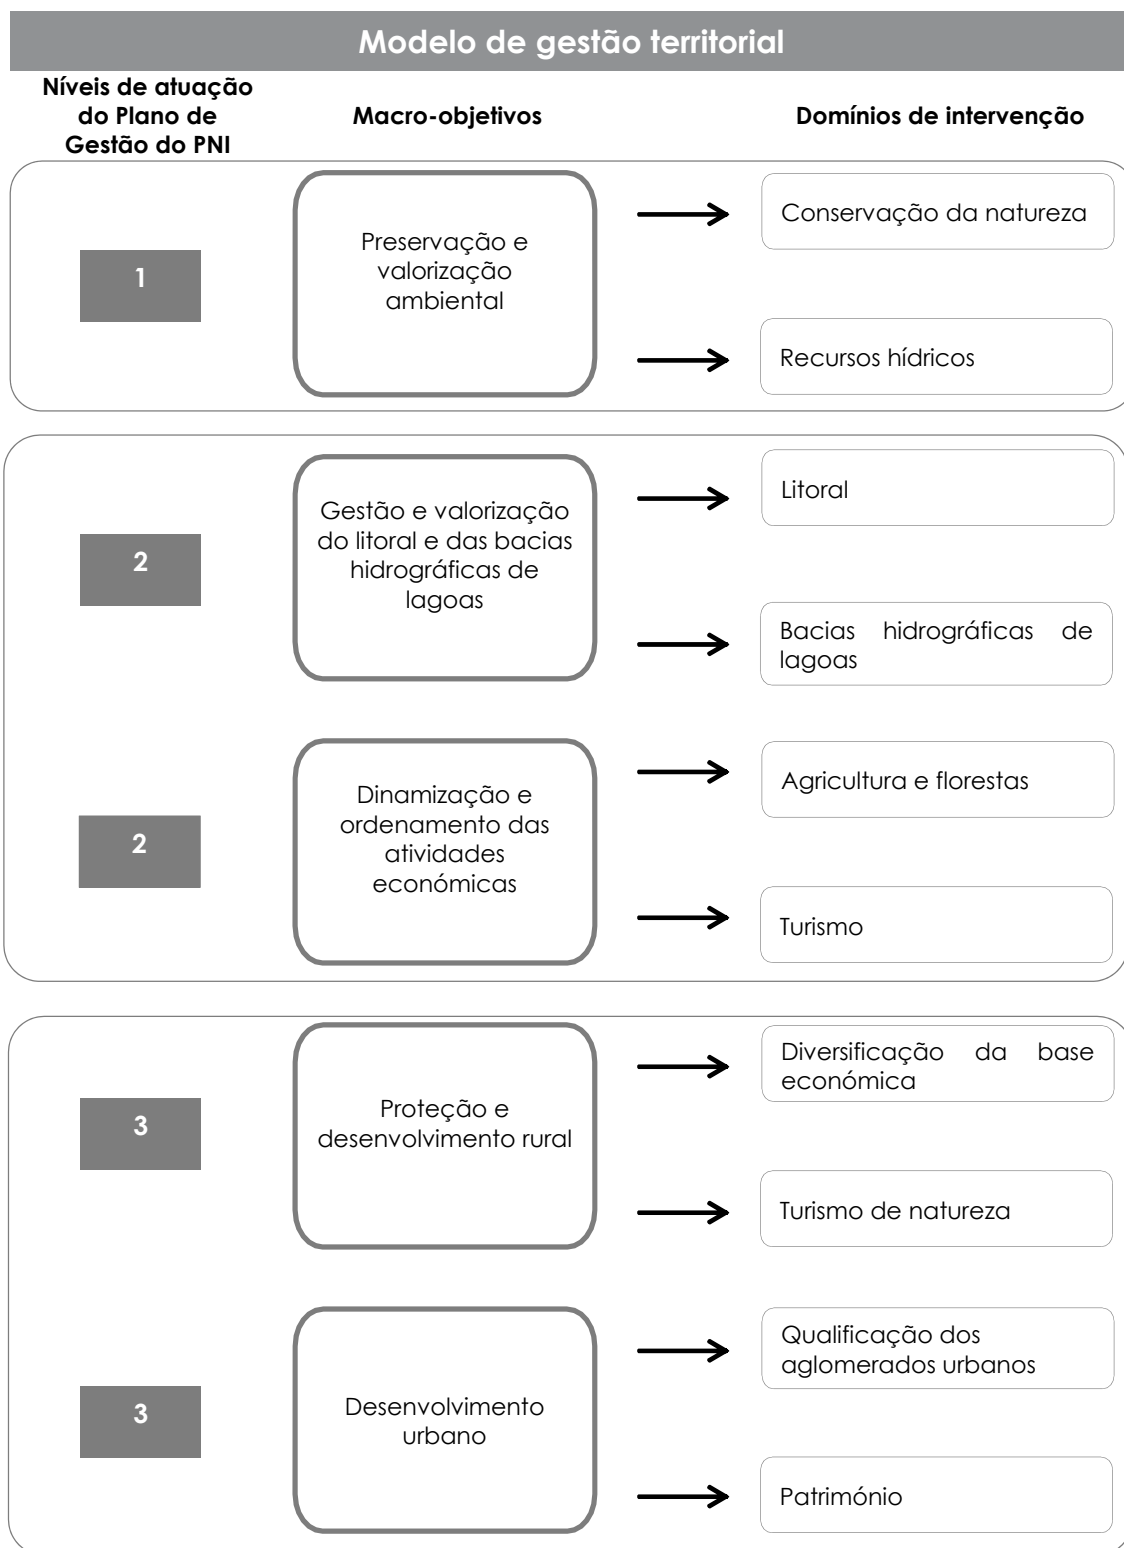 Modelo de gestão territorial
Níveis de atuação
do Plano de
Gestão do PNI
Macro-objetivos
Domínios de intervenção
1
Preservação e
valorização
ambiental
Conservação da natureza
Recursos hídricos
2
Gestão e valorização
do litoral e das bacias
hidrográficas de
lagoas
Litoral
Bacias hidrográficas de
lagoas
2
Dinamização e
ordenamento das
atividades
económicas
Agricultura e florestas
Turismo
3
Proteção e
desenvolvimento rural
Diversificação da base
económica
Turismo de natureza
3
Desenvolvimento
urbano
Qualificação dos
aglomerados urbanos
Património